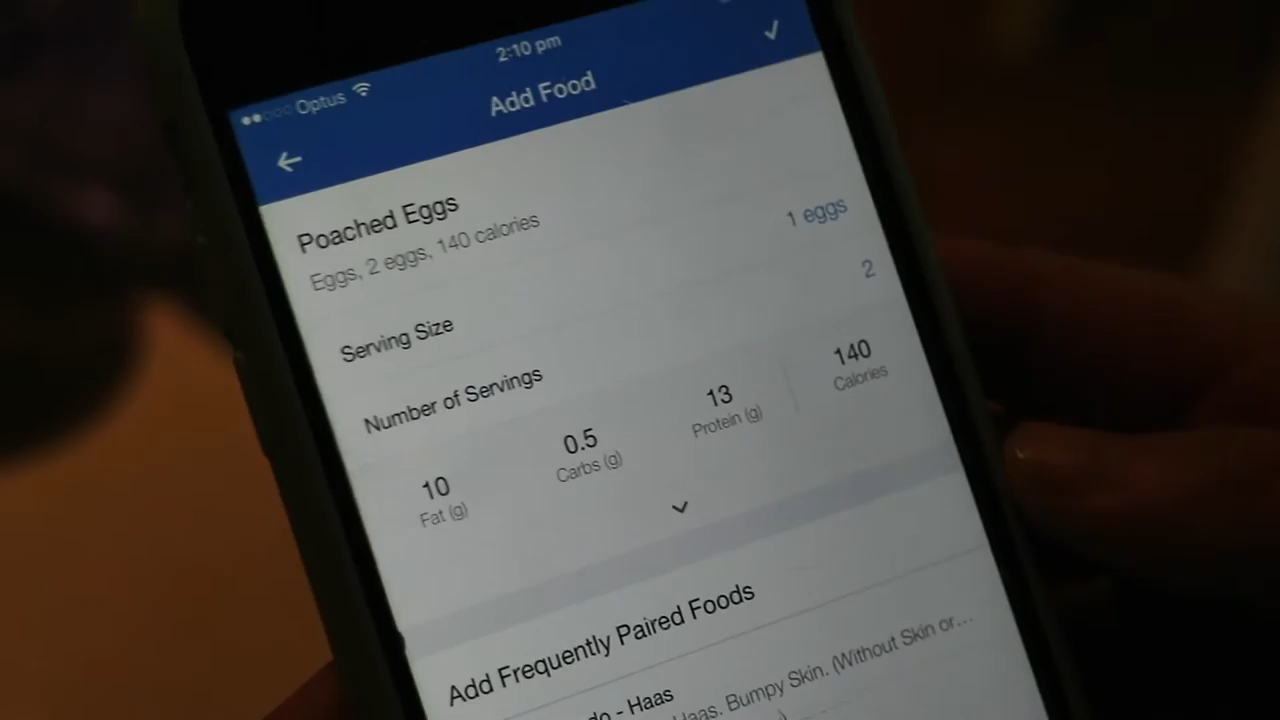 Optus 2:10 pm
Add Food
Poached Eggs
Eggs, 2 eggs, 140 calories
Serving Size 1 eggs
Number of Servings 2
10 0.5 13 140
Fat (g) Carbs (g) Protein (g) Calories
Add Frequently Paired Foods
do - Haas
Haas. Bumpy Skin. (Without Skin or...